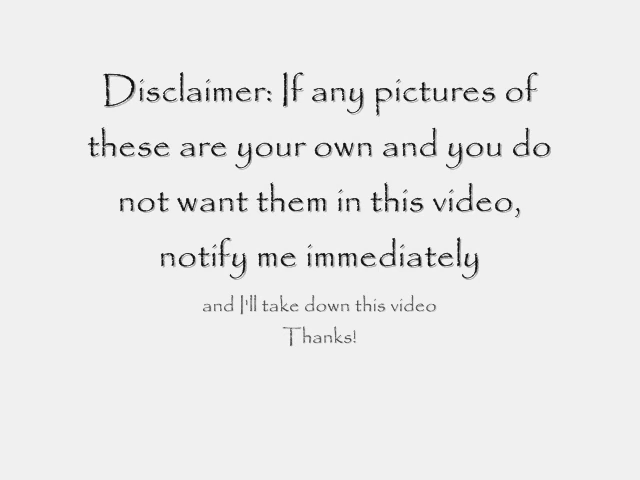 Disclaimer: If any pictures of
these are your own and you do
not want them in this video,
notify me immediately
and I'll take down this video
Thanks!